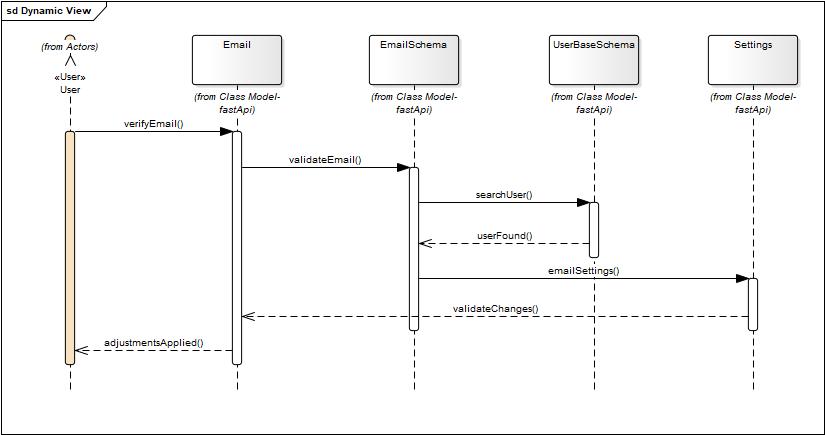 sd Dynamic View
(from Actors)
«User»
User
Email
(from Class Model-
fastApi)
EmailSchema
(from Class Model-
fastApi)
UserBaseSchema
(from Class Model-
fastApi)
Settings
(from Class Model-
fastApi)
verifyEmail()
validateEmail()
searchUser()
userFound()
emailSettings()
validateChanges()
adjustmentsApplied()